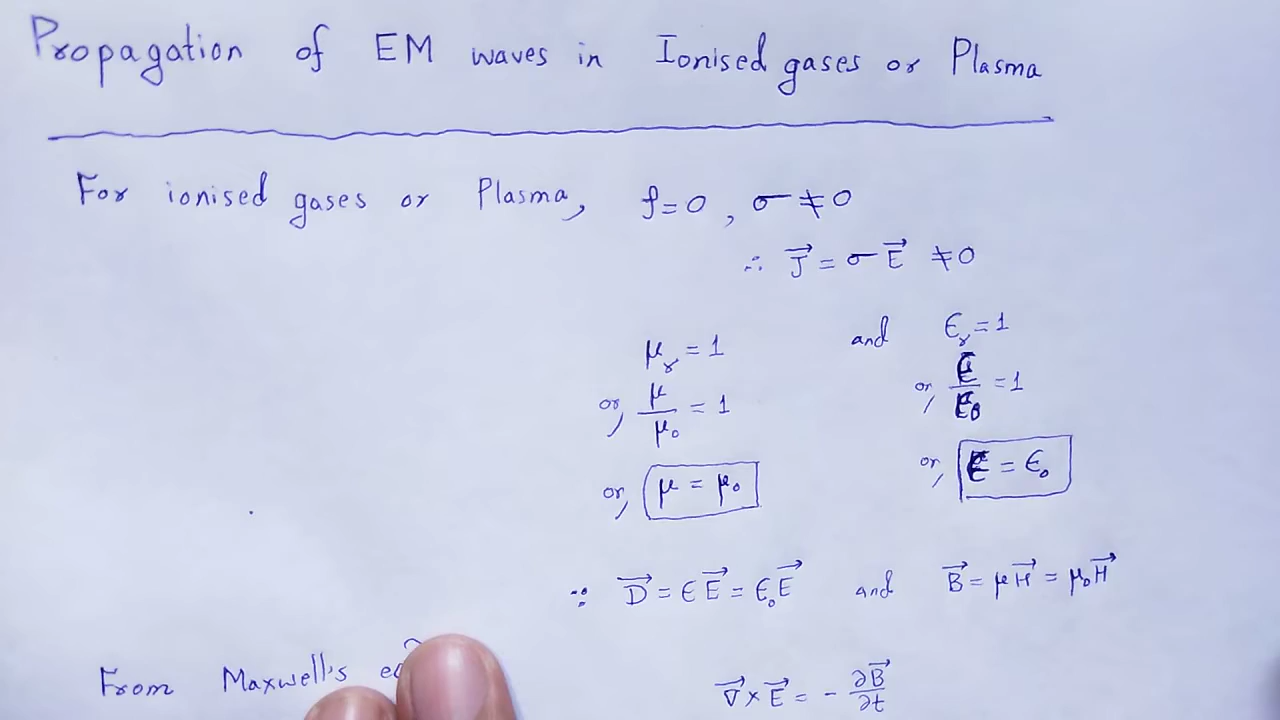 Propagation of EM waves in Ionised gases or Plasma
For ionised gases or Plasma, ρ=0, σ≠0
∴ J⃗ = σE⃗ ≠0
μᵣ = 1 and ϵᵣ = 1
or, μ/μ₀ = 1 or, ϵ/ϵ₀ = 1
or, μ = μ₀ or, ϵ = ϵ₀
∵ D⃗ = ϵE⃗ = ϵ₀E⃗ and B⃗ = μH⃗ = μ₀H⃗
From Maxwell's ∇⃗×E⃗ = - ∂B⃗/∂t